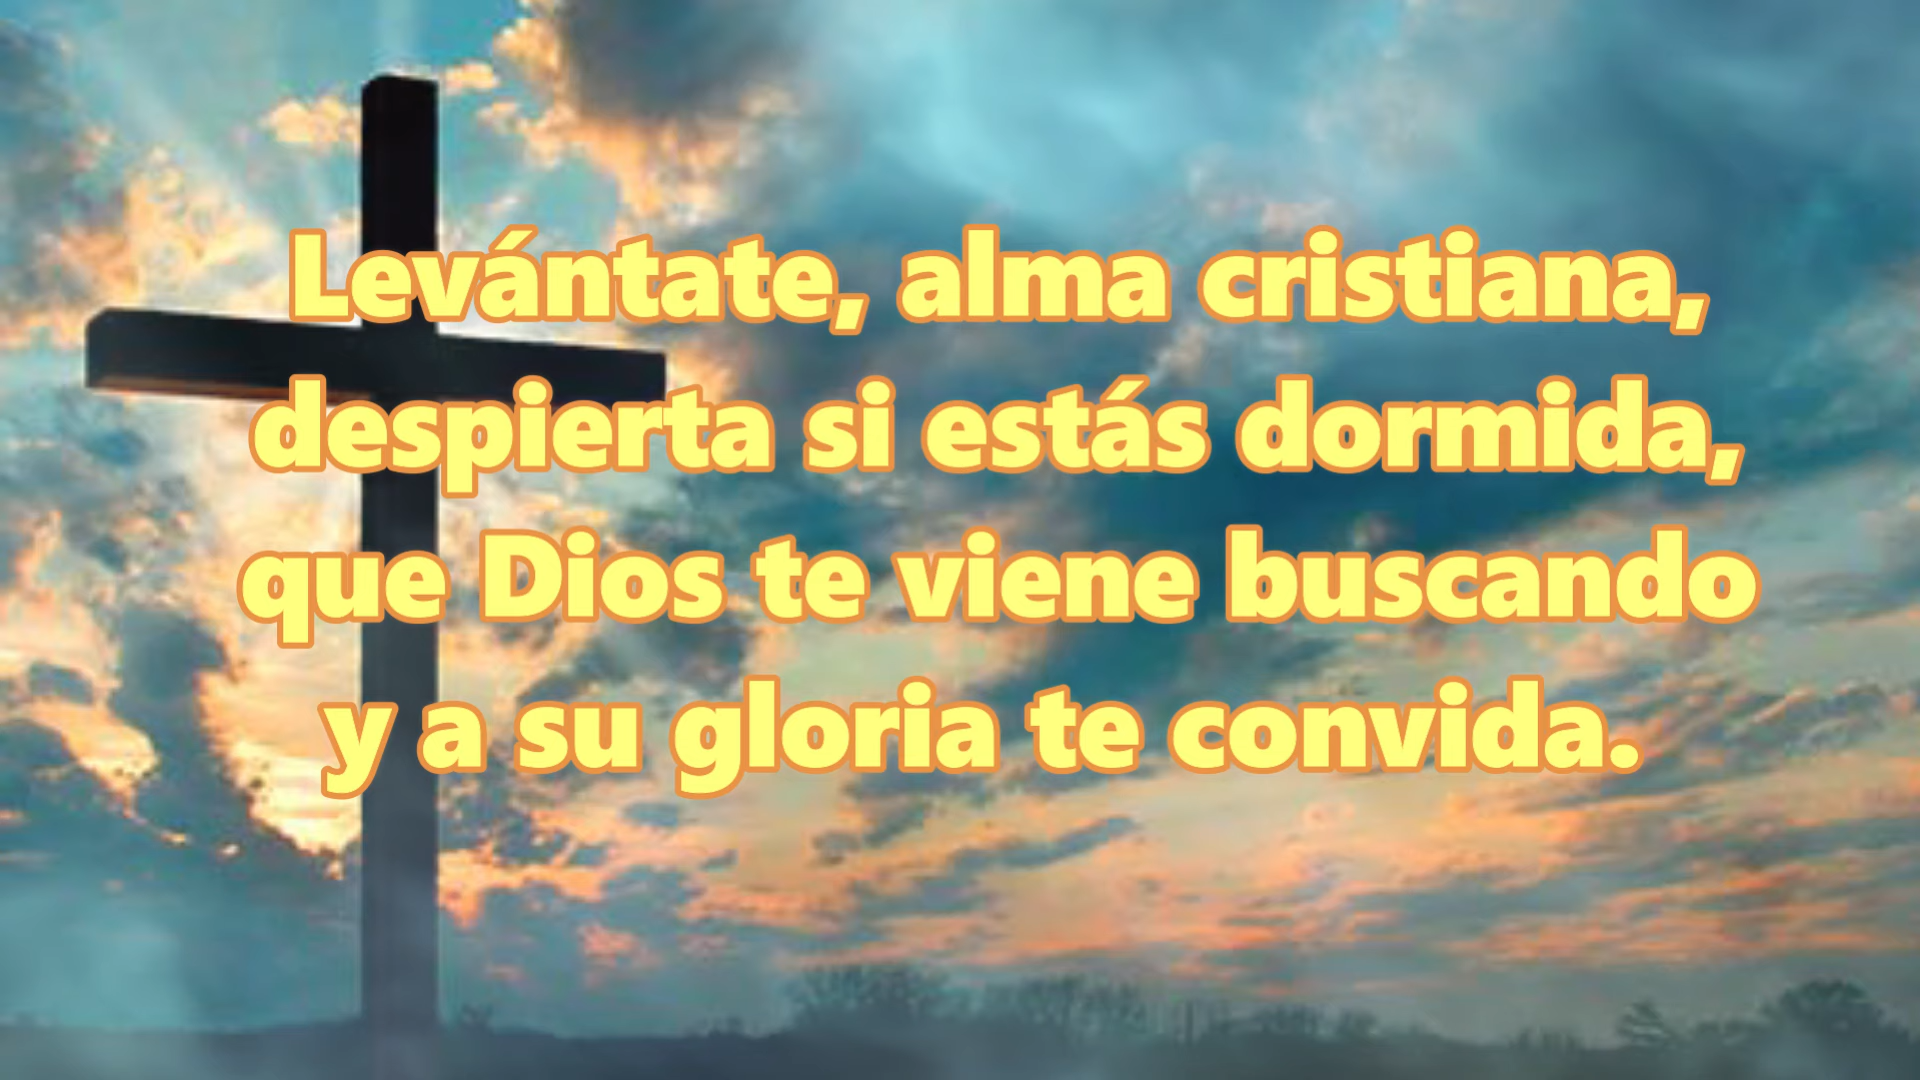 Levántate, alma cristiana,
despierta si estás dormida,
que Dios te viene buscando
y a su gloria te convida.